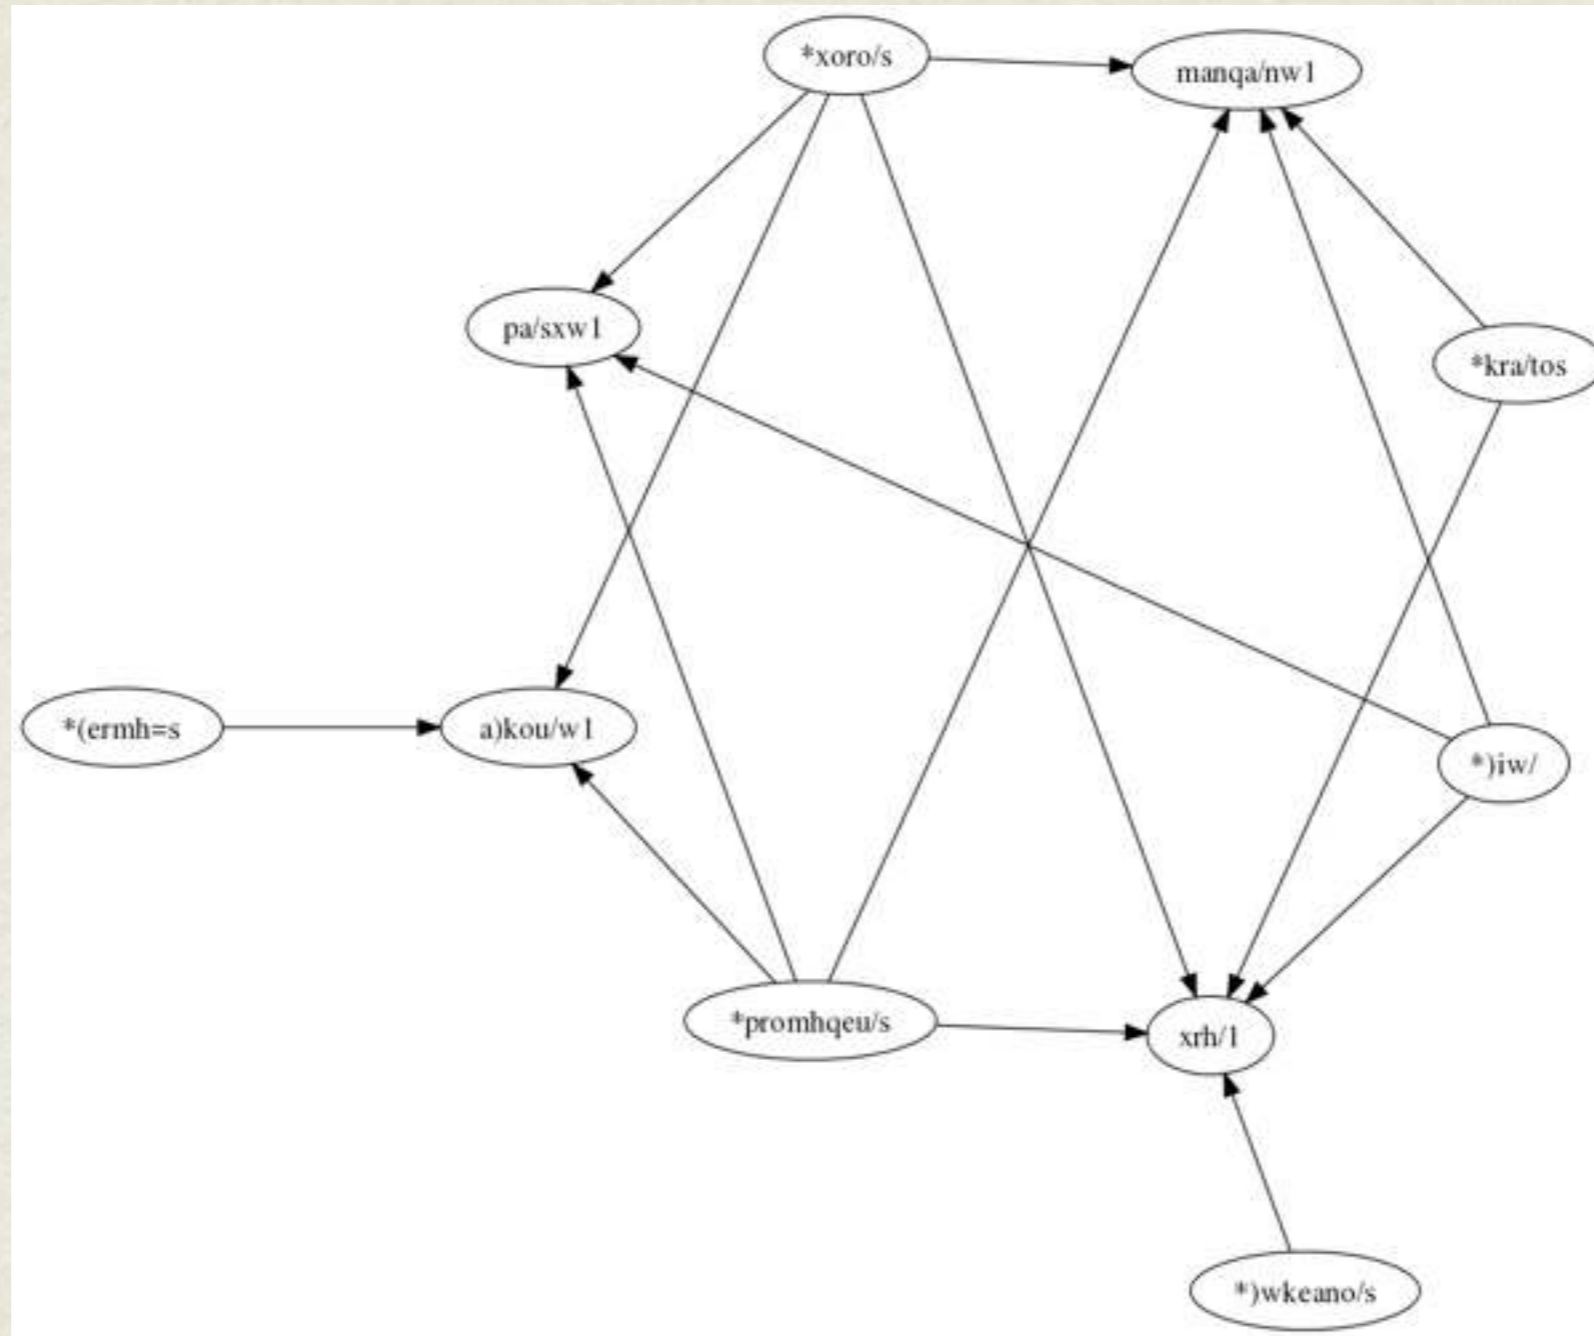 *xoro/s
manqa/nw1
pa/sxw1
*kra/tos
*(ermh=s
a)kou/w1
*)iw/
*promhqeu/s
xrh/1
*)wkeano/s